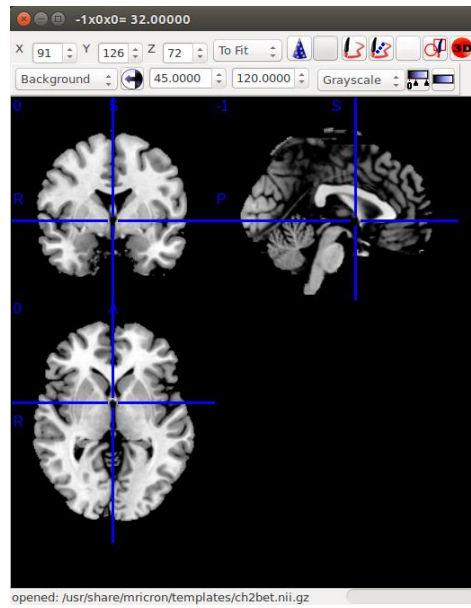 -1x0x0= 32.00000
X 91 Y 126 Z 72 To Fit 3D
Background 45.0000 120.0000 Grayscale
0 S -1 S
R P
0 A
R
opened: /usr/share/mricron/templates/ch2bet.nii.gz